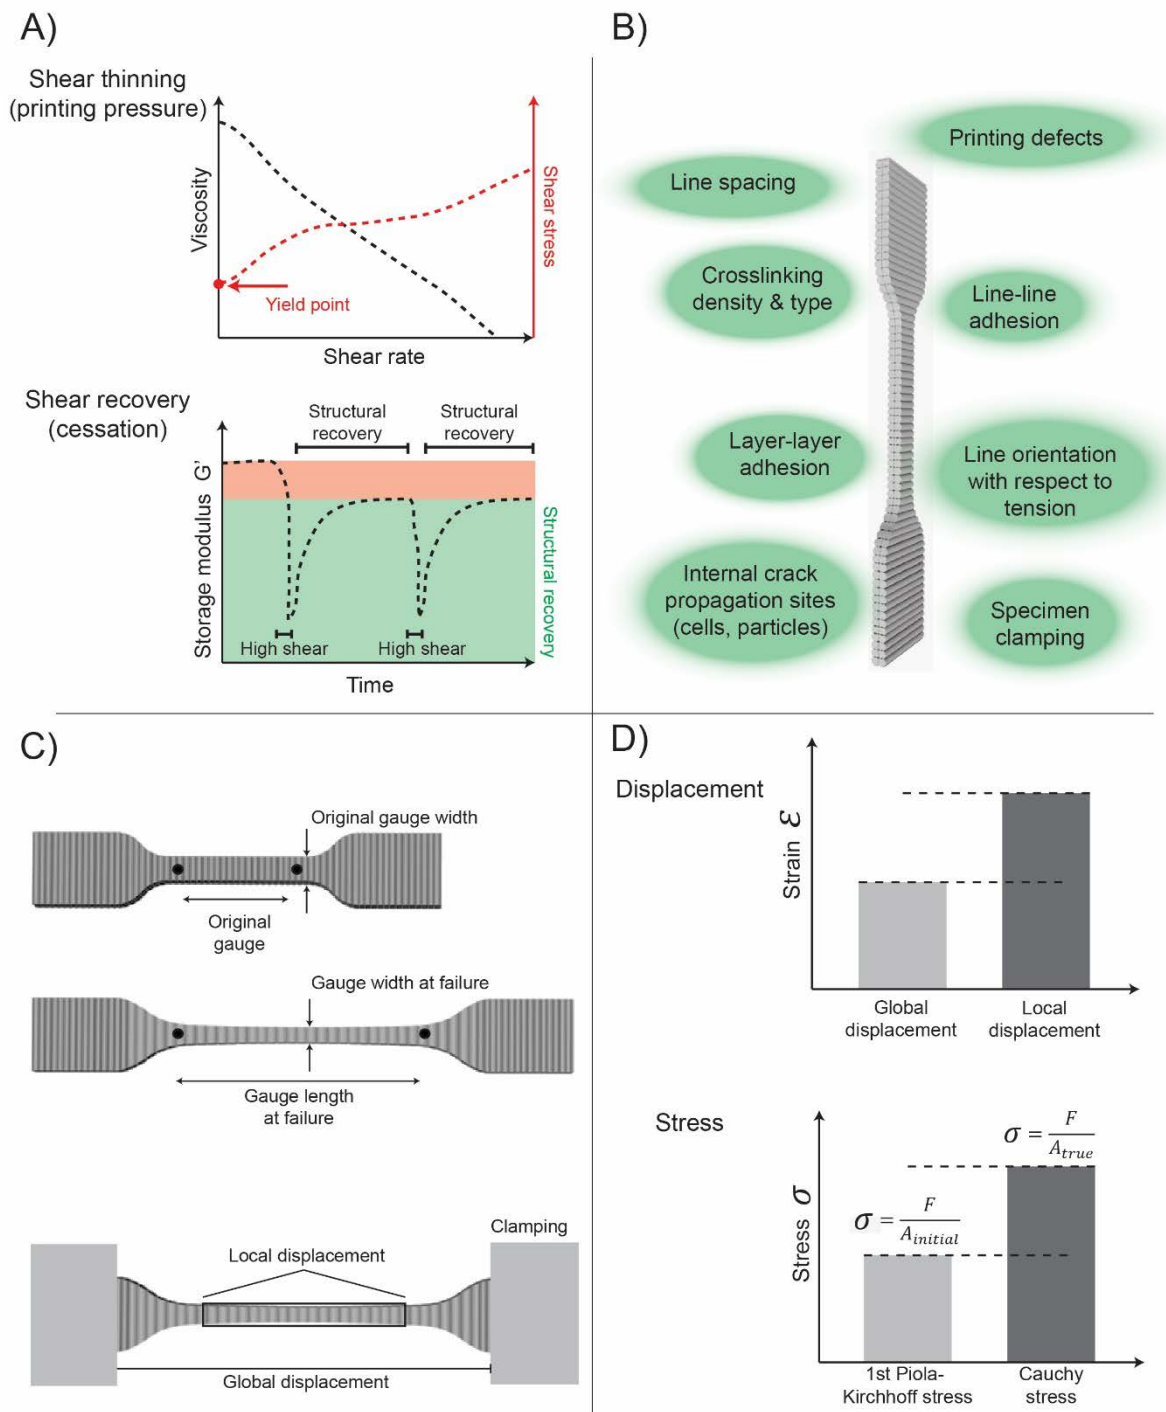 A)
Shear thinning
(printing pressure)
Viscosity
Shear stress
Yield point
Shear rate
Shear recovery
(cessation)
Structural
recovery
Structural
recovery
Storage modulus G'
Structural recovery
High shear
High shear
Time
B)
Printing defects
Line spacing
Crosslinking
density & type
Line-line
adhesion
Layer-layer
adhesion
Line orientation
with respect to
tension
Internal crack
propagation sites
(cells, particles)
Specimen
clamping
C)
Original gauge width
Original
gauge
Gauge width at failure
Gauge length
at failure
Clamping
Local displacement
Global displacement
D)
Displacement
Strain ε
Global
displacement
Local
displacement
Stress
Stress σ
σ = F / A_initial
σ = F / A_true
1st Piola-
Kirchhoff stress
Cauchy
stress